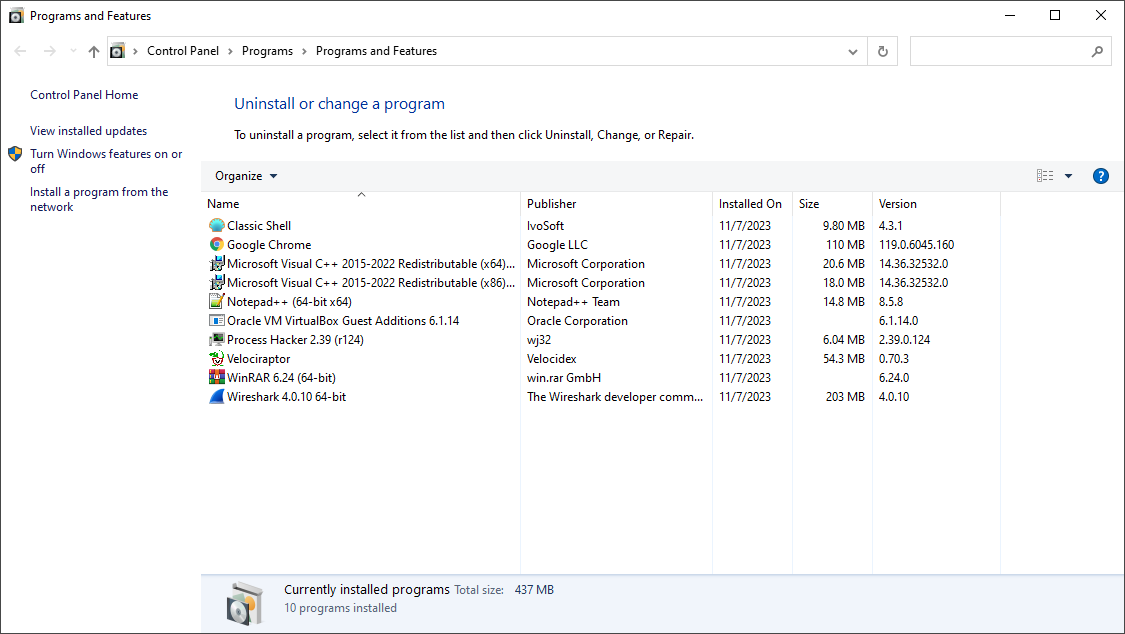 Programs and Features
Control Panel > Programs > Programs and Features
Control Panel Home
View installed updates
Turn Windows features on or
off
Install a program from the
network
Uninstall or change a program
To uninstall a program, select it from the list and then click Uninstall, Change, or Repair.
Organize
?
Name Publisher Installed On Size Version
Classic Shell IvoSoft 11/7/2023 9.80 MB 4.3.1
Google Chrome Google LLC 11/7/2023 110 MB 119.0.6045.160
Microsoft Visual C++ 2015-2022 Redistributable (x64)... Microsoft Corporation 11/7/2023 20.6 MB 14.36.32532.0
Microsoft Visual C++ 2015-2022 Redistributable (x86)... Microsoft Corporation 11/7/2023 18.0 MB 14.36.32532.0
Notepad++ (64-bit x64) Notepad++ Team 11/7/2023 14.8 MB 8.5.8
Oracle VM VirtualBox Guest Additions 6.1.14 Oracle Corporation 11/7/2023 6.1.14.0
Process Hacker 2.39 (r124) wj32 11/7/2023 6.04 MB 2.39.0.124
Velociraptor Velocidex 11/7/2023 54.3 MB 0.70.3
WinRAR 6.24 (64-bit) win.rar GmbH 11/7/2023 6.24.0
Wireshark 4.0.10 64-bit The Wireshark developer comm... 11/7/2023 203 MB 4.0.10
Currently installed programs Total size: 437 MB
10 programs installed